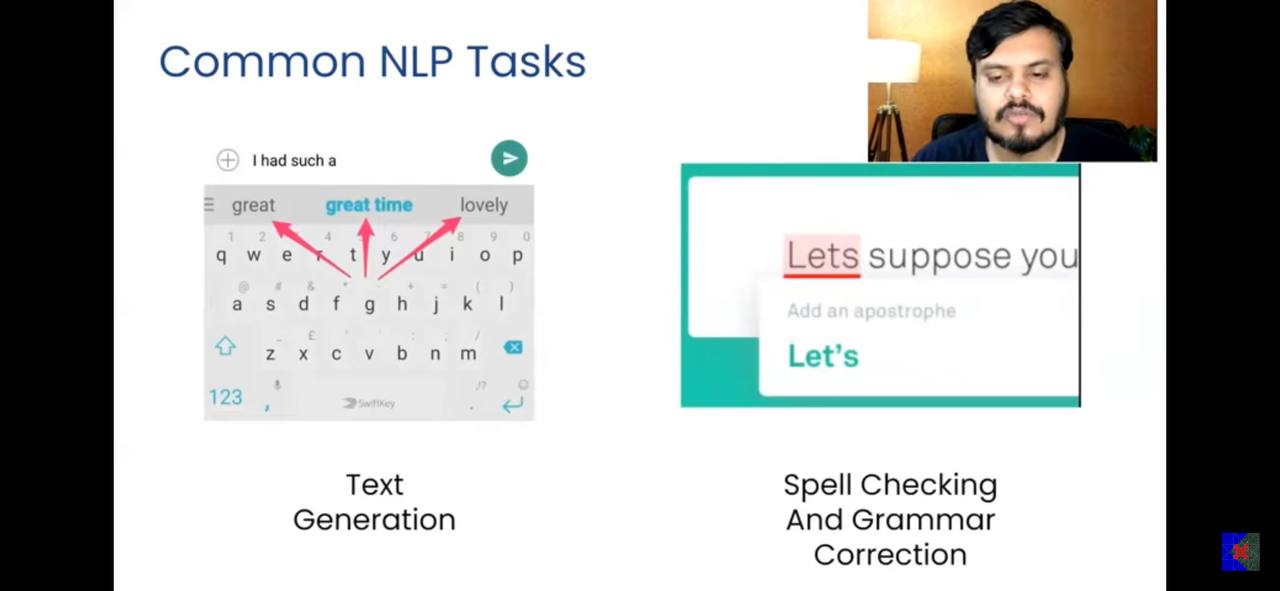 Common NLP Tasks
I had such a
great great time lovely
1 2 3 4 5 6 7 8 9 0
q w e r t y u i o p
@ # & * - + = ( )
a s d f g h j k l
_ £ " ' : ; /
z x c v b n m
123 , SwiftKey !? .
Lets suppose you
Add an apostrophe
Let's
Text
Generation
Spell Checking
And Grammar
Correction